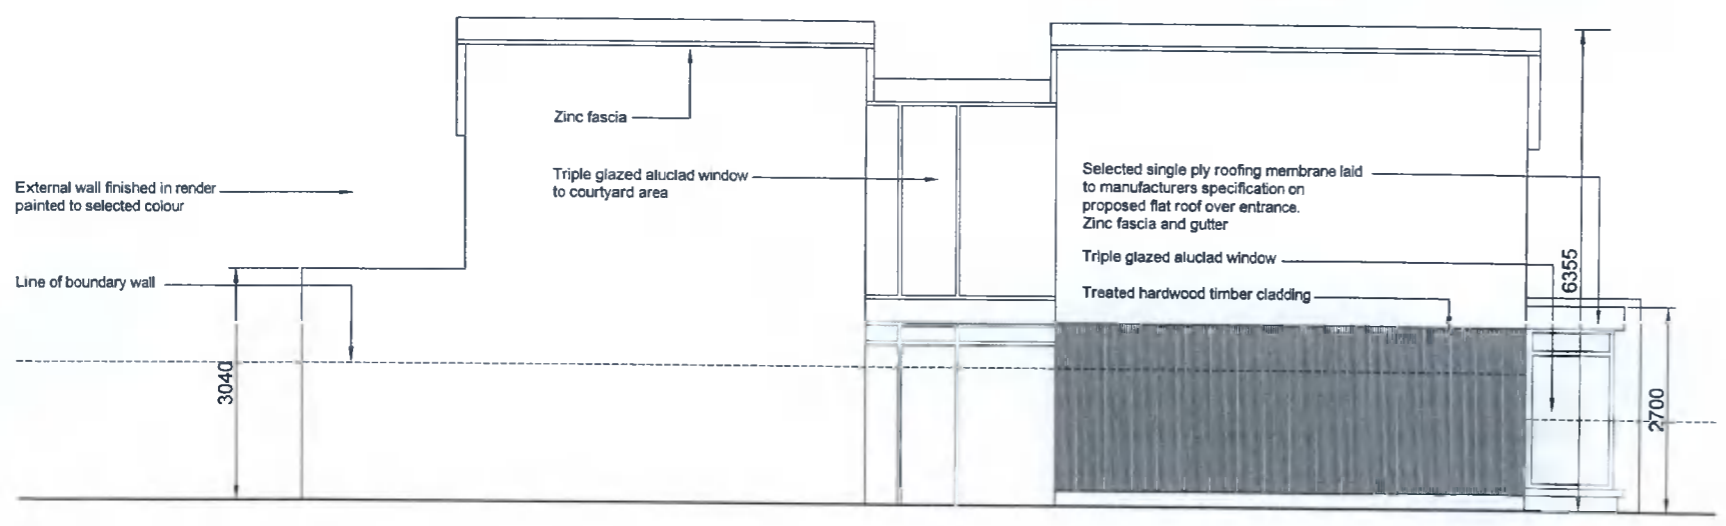 Zinc fascia
Triple glazed aluclad window
to courtyard area
External wall finished in render
painted to selected colour
Line of boundary wall
3040
Selected single ply roofing membrane laid
to manufacturers specification on
proposed flat roof over entrance.
Zinc fascia and gutter
Triple glazed aluclad window
Treated hardwood timber cladding
6355
2700